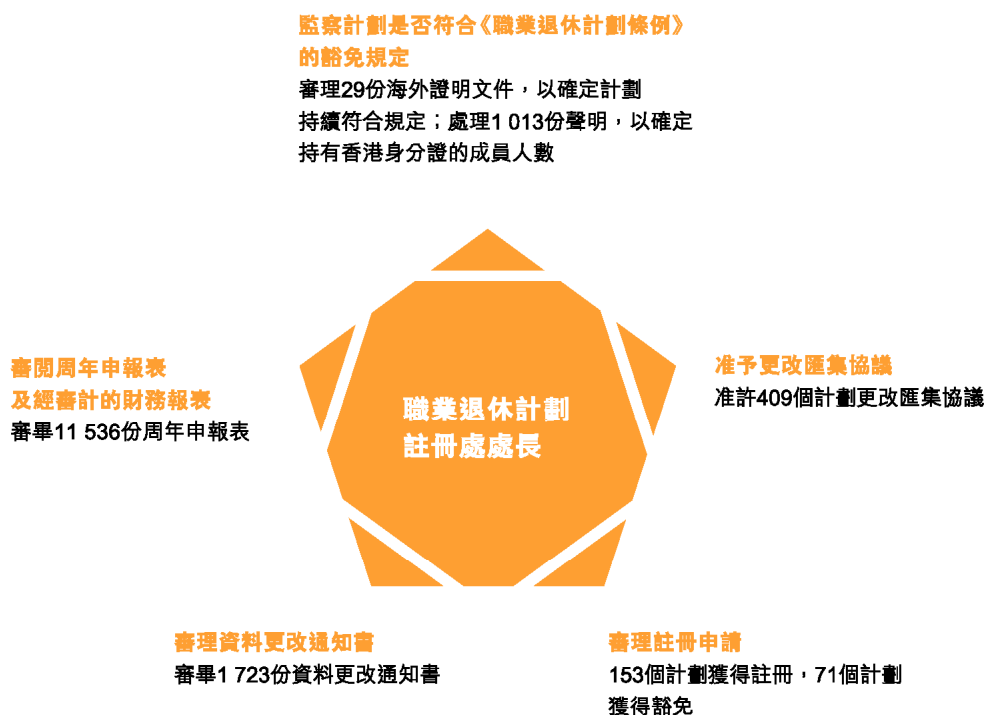 監察計劃是否符合《職業退休計劃條例》
的豁免規定
審理29份海外證明文件，以確定計劃
持續符合規定；處理1 013份聲明，以確定
持有香港身分證的成員人數
審閱周年申報表
及經審計的財務報表
審畢11 536份周年申報表
職業退休計劃
註冊處處長
准予更改匯集協議
准許409個計劃更改匯集協議
審理資料更改通知書
審畢1 723份資料更改通知書
審理註冊申請
153個計劃獲得註冊，71個計劃
獲得豁免